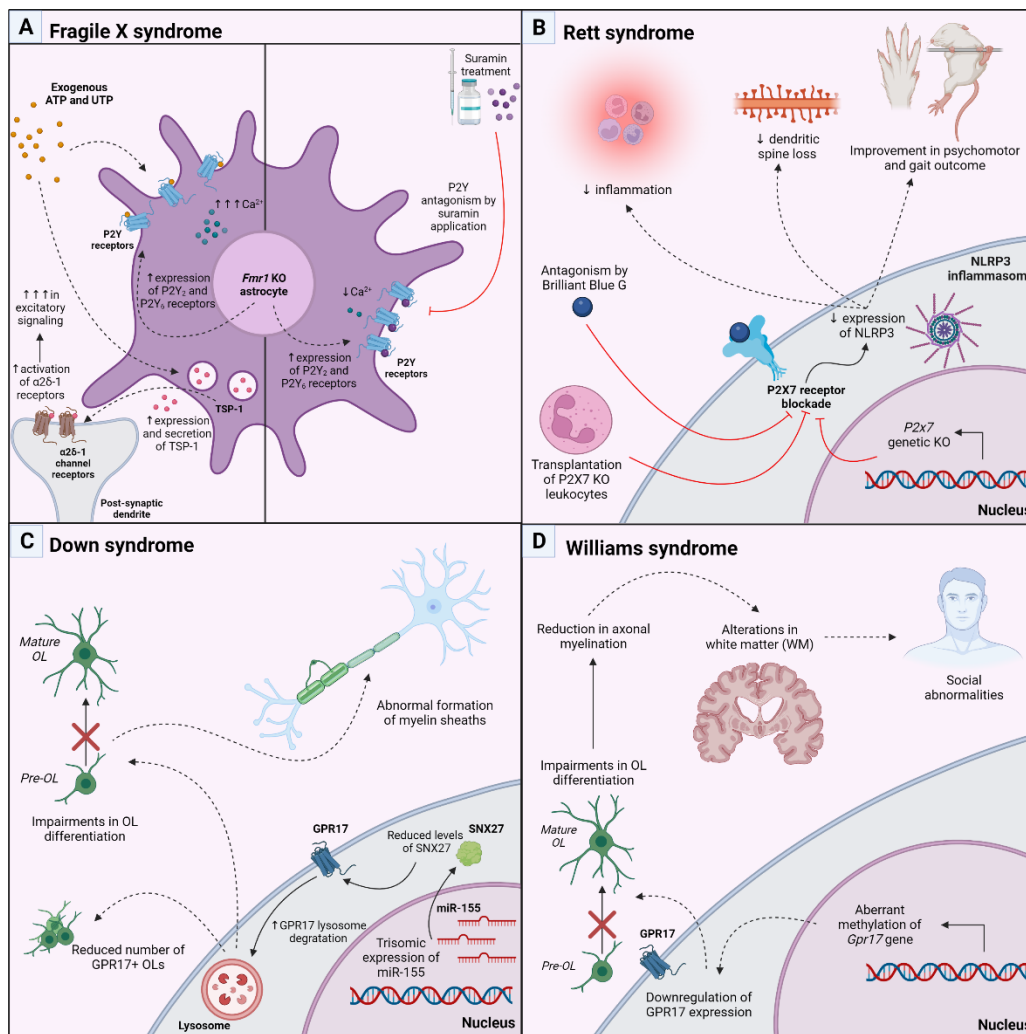 A Fragile X syndrome
Exogenous
ATP and UTP
Suramin
treatment
P2Y
receptors
↑↑↑Ca²⁺
P2Y
antagonism by
suramin
application
Fmr1 KO
astrocyte
↑expression
of P2Y₂ and
P2Y₆ receptors
↓Ca²⁺
↑↑↑in
excitatory
signaling
↑expression
of P2Y₂ and
P2Y₆ receptors
P2Y
receptors
↑ activation
of α2δ-1
receptors
TSP-1
↑expression
and secretion
of TSP-1
α2δ-1
channel
receptors
Post-synaptic
dendrite
B Rett syndrome
↓ inflammation
↓ dendritic
spine loss
Improvement in psychomotor
and gait outcome
Antagonism by
Brilliant Blue G
NLRP3
inflammasom
↓ expression
of NLRP3
P2X7 receptor
blockade
Transplantation
of P2X7 KO
leukocytes
P2x7
genetic KO
Nucleus
C Down syndrome
Mature
OL
Abnormal formation
of myelin sheaths
Pre-OL
Impairments in OL
differentiation
GPR17
Reduced levels
of SNX27
SNX27
↑GPR17 lysosome
degratation
miR-155
Trisomic
expression of
miR-155
Reduced number of
GPR17+ OLs
Lysosome
Nucleus
D Williams syndrome
Reduction in axonal
myelination
Alterations in
white matter (WM)
Social
abnormalities
Impairments in OL
differentiation
Mature
OL
GPR17
Pre-OL
Aberrant
methylation of
Gpr17 gene
Downregulation of
GPR17 expression
Nucleus